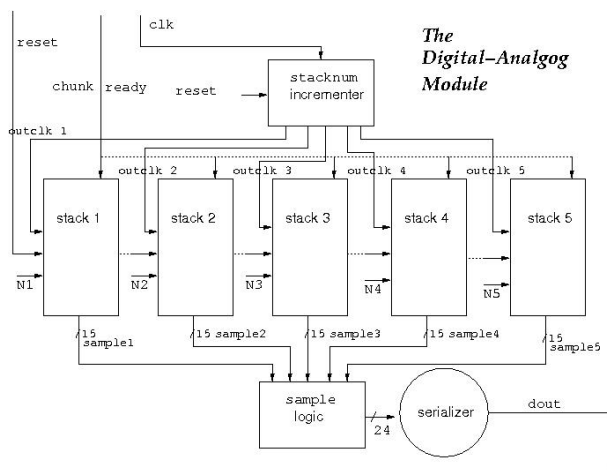 clk
The
reset
Digital–Analgog
Module
stacknum
incrementer
chunk ready
reset
outclk 1
outclk 2
outclk 3
outclk 4
outclk 5
stack 1
stack 2
stack 3
stack 4
stack 5
N1
N2
N3
N4
N5
/15
sample1
/15 sample2
/15 sample3
/15 sample4
/15
sample5
sample
logic
/
24
serializer
dout